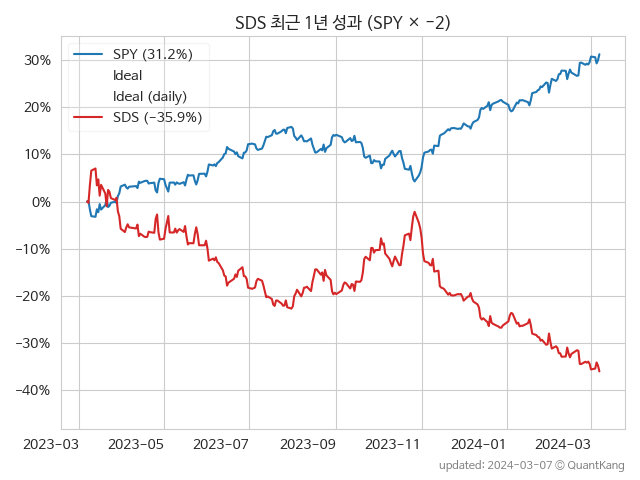 SDS 최근 1년 성과 (SPY × −2)
SPY (31.2%)
Ideal
Ideal (daily)
SDS (−35.9%)
30%
20%
10%
0%
−10%
−20%
−30%
−40%
2023−03
2023−05
2023−07
2023−09
2023−11
2024−01
2024−03
updated: 2024−03−07 © QuantKang